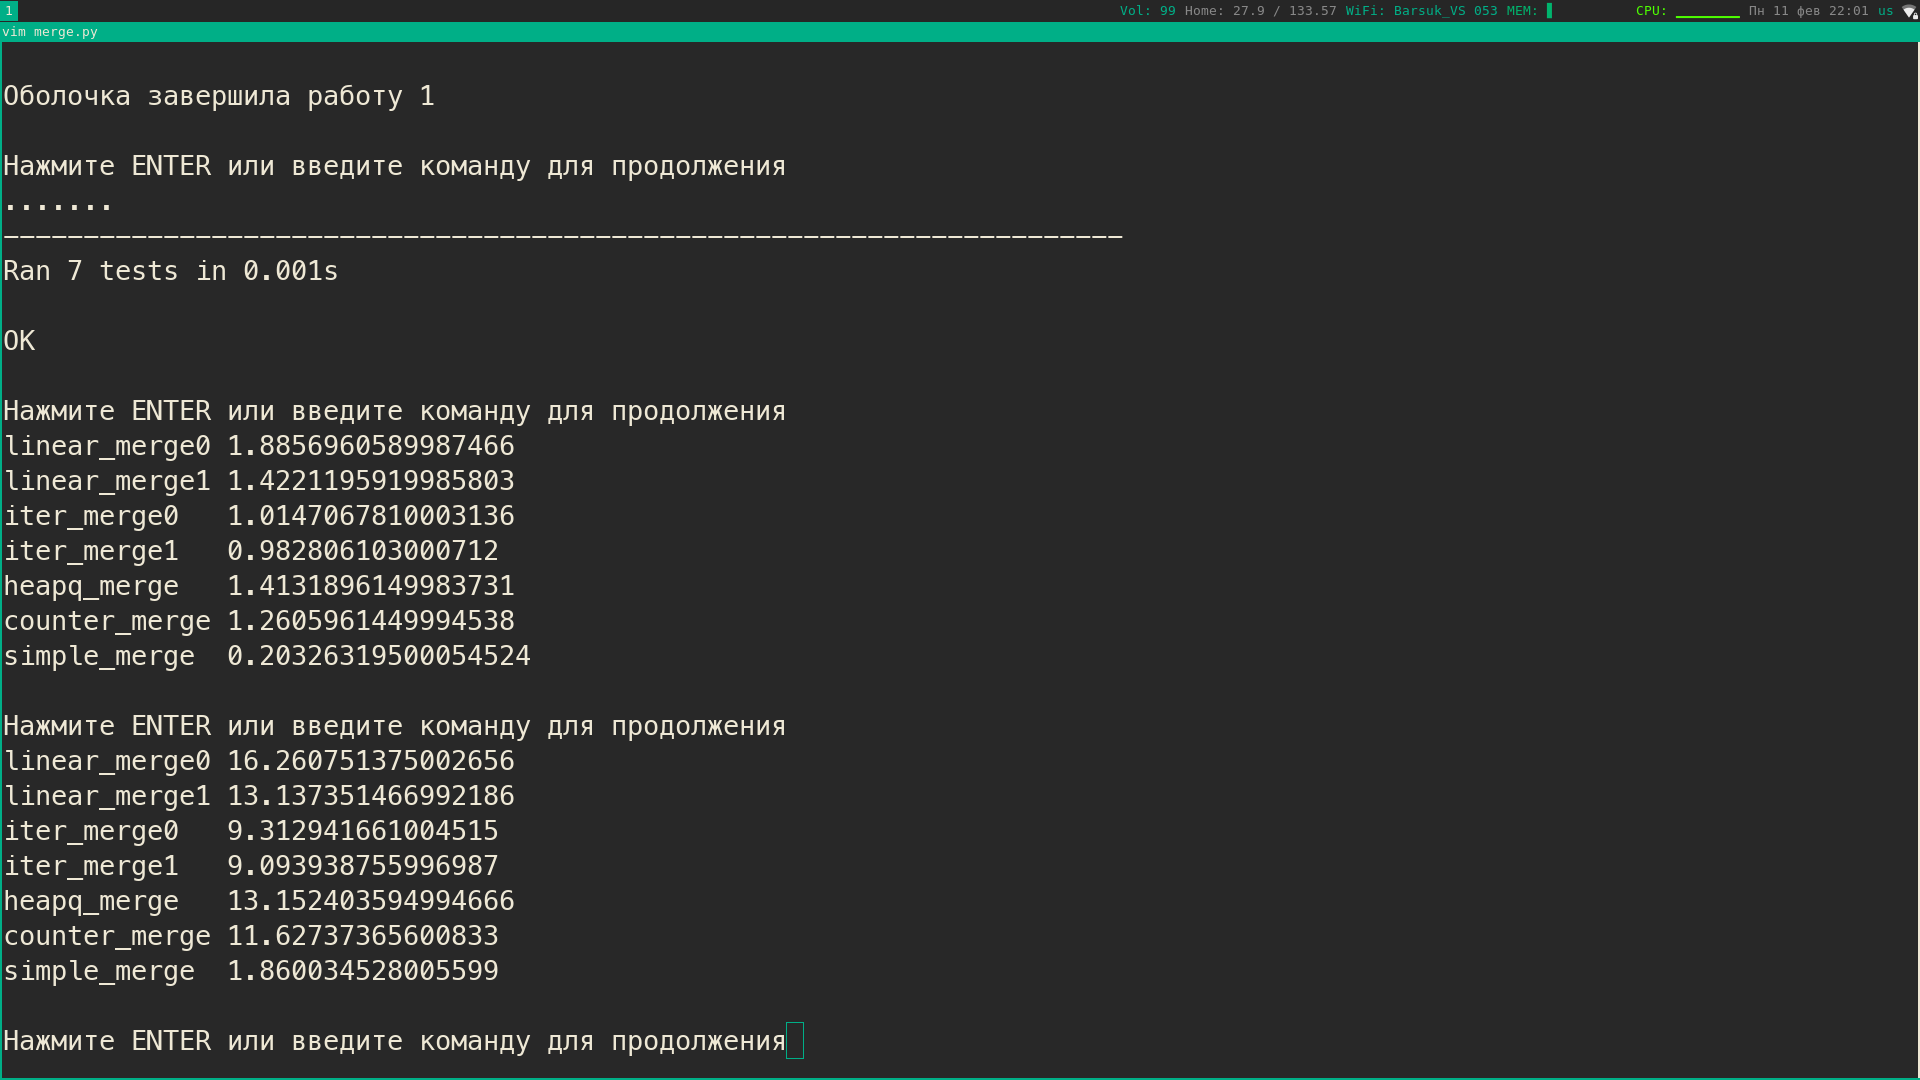 1 Vol: 99 Home: 27.9 / 133.57 WiFi: Barsuk_VS 053 MEM: CPU: Пн 11 фев 22:01 us
vim merge.py
Оболочка завершила работу 1
Нажмите ENTER или введите команду для продолжения
.......
----------------------------------------------------------------------
Ran 7 tests in 0.001s
OK
Нажмите ENTER или введите команду для продолжения
linear_merge0 1.8856960589987466
linear_merge1 1.4221195919985803
iter_merge0   1.0147067810003136
iter_merge1   0.982806103000712
heapq_merge   1.4131896149983731
counter_merge 1.2605961449994538
simple_merge  0.20326319500054524
Нажмите ENTER или введите команду для продолжения
linear_merge0 16.260751375002656
linear_merge1 13.137351466992186
iter_merge0   9.312941661004515
iter_merge1   9.093938755996987
heapq_merge   13.152403594994666
counter_merge 11.62737365600833
simple_merge  1.860034528005599
Нажмите ENTER или введите команду для продолжения